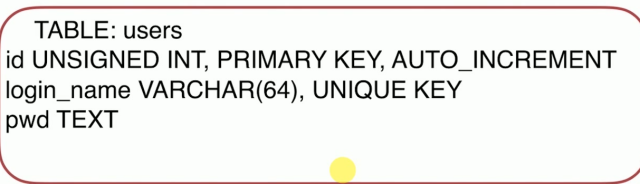 TABLE: users
id UNSIGNED INT, PRIMARY KEY, AUTO_INCREMENT
login_name VARCHAR(64), UNIQUE KEY
pwd TEXT